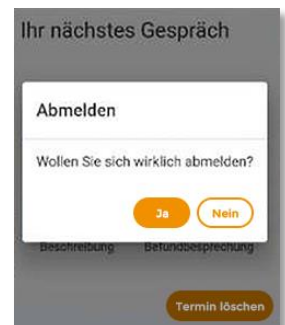 Ihr nächstes Gespräch
Abmelden
Wollen Sie sich wirklich abmelden?
Ja Nein
Beschreibung Befundbesprechung
Termin löschen